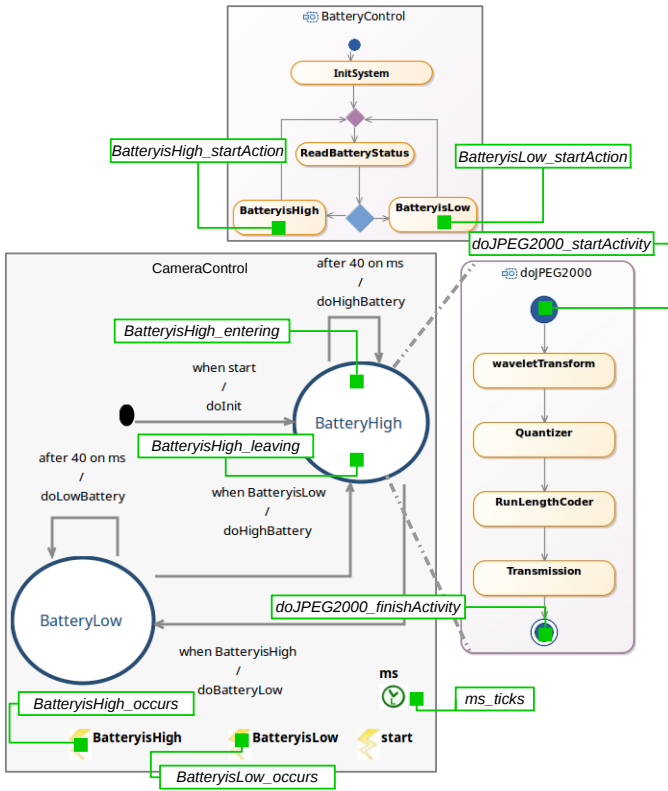 BatteryControl
InitSystem
BatteryisHigh_startAction
ReadBatteryStatus
BatteryisLow_startAction
BatteryisHigh
BatteryisLow
doJPEG2000_startActivity
CameraControl
after 40 on ms
/
doHighBattery
doJPEG2000
BatteryisHigh_entering
when start
/
doInit
waveletTransform
BatteryHigh
Quantizer
BatteryisHigh_leaving
after 40 on ms
/
doLowBattery
when BatteryisLow
/
doHighBattery
RunLengthCoder
Transmission
doJPEG2000_finishActivity
BatteryLow
when BatteryisHigh
/
doBatteryLow
ms
BatteryisHigh_occurs
ms_ticks
BatteryisHigh
BatteryisLow
start
BatteryisLow_occurs